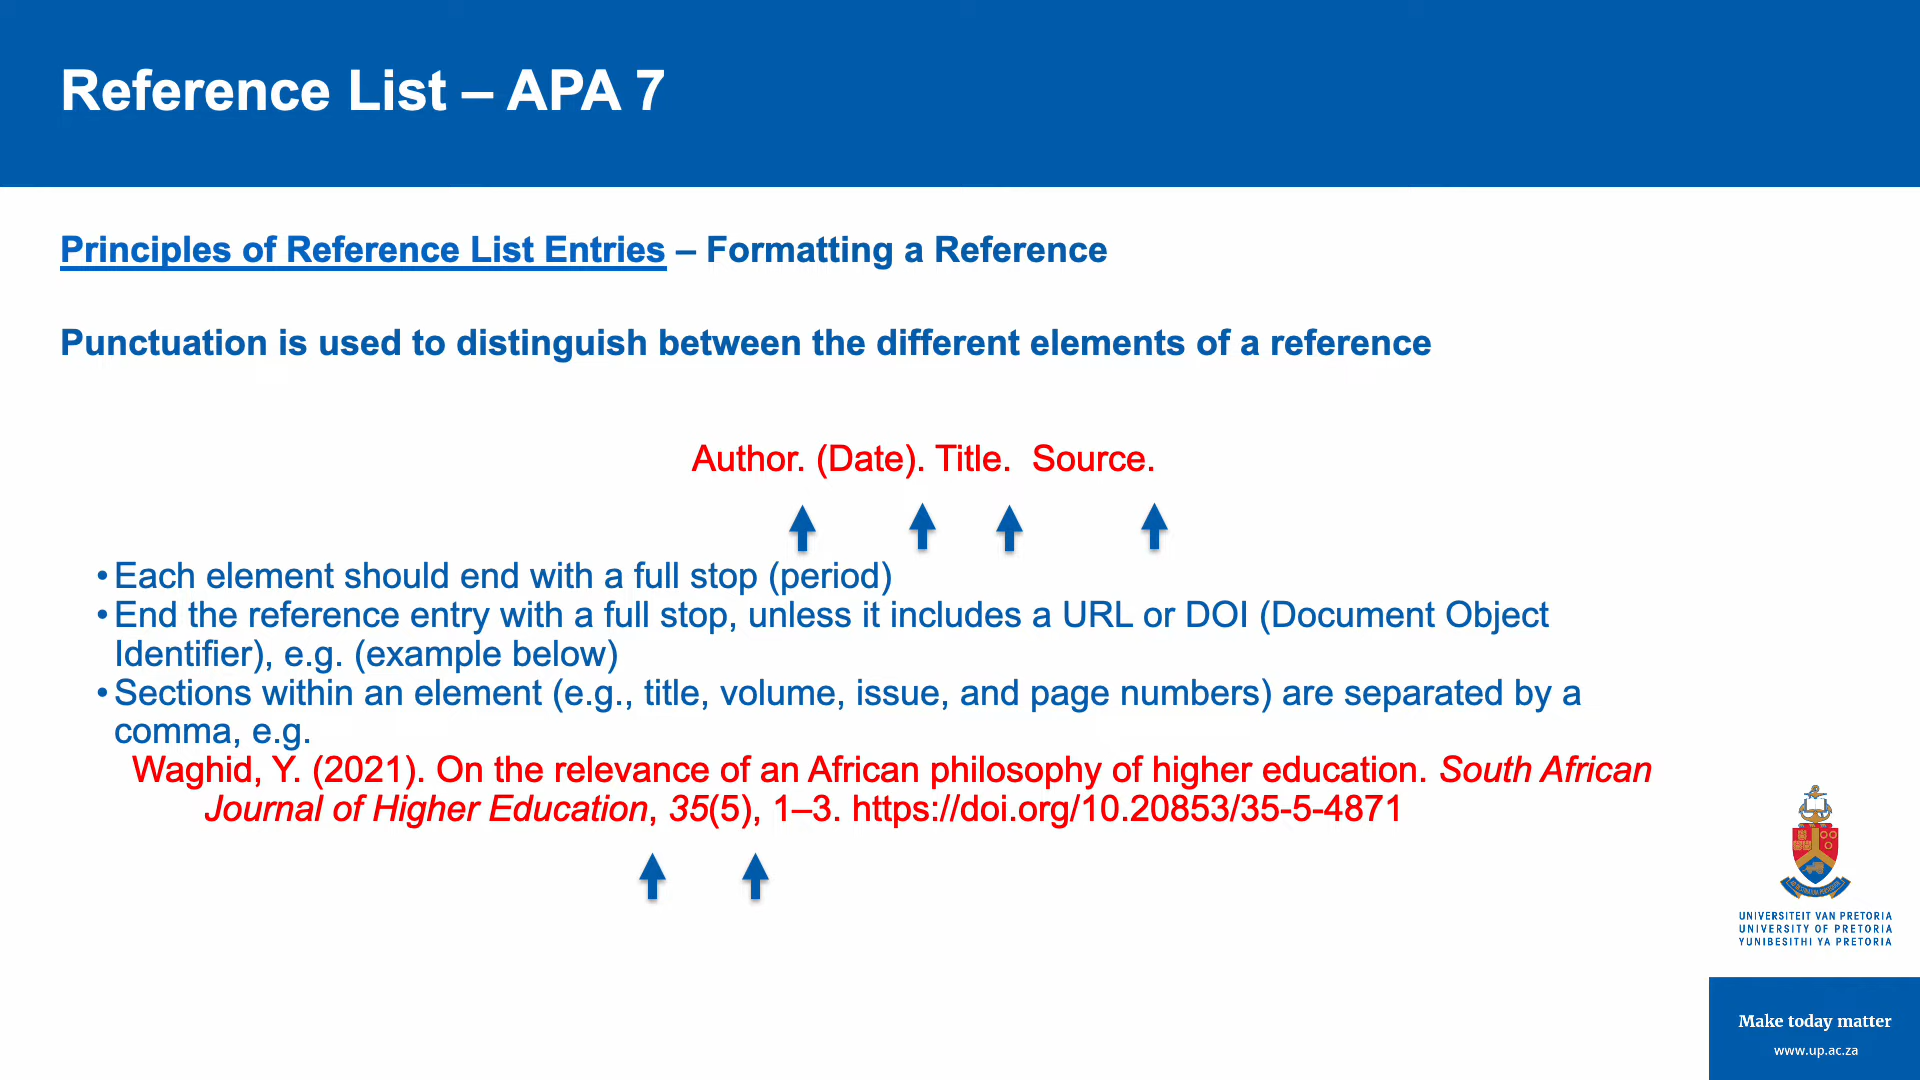 Reference List – APA 7
Principles of Reference List Entries – Formatting a Reference
Punctuation is used to distinguish between the different elements of a reference
Author. (Date). Title.  Source.
•Each element should end with a full stop (period)
•End the reference entry with a full stop, unless it includes a URL or DOI (Document Object
Identifier), e.g. (example below)
•Sections within an element (e.g., title, volume, issue, and page numbers) are separated by a
comma, e.g.
Waghid, Y. (2021). On the relevance of an African philosophy of higher education. South African
Journal of Higher Education, 35(5), 1–3. https://doi.org/10.20853/35-5-4871
UNIVERSITEIT VAN PRETORIA
UNIVERSITY OF PRETORIA
YUNIBESITHI YA PRETORIA
Make today matter
www.up.ac.za